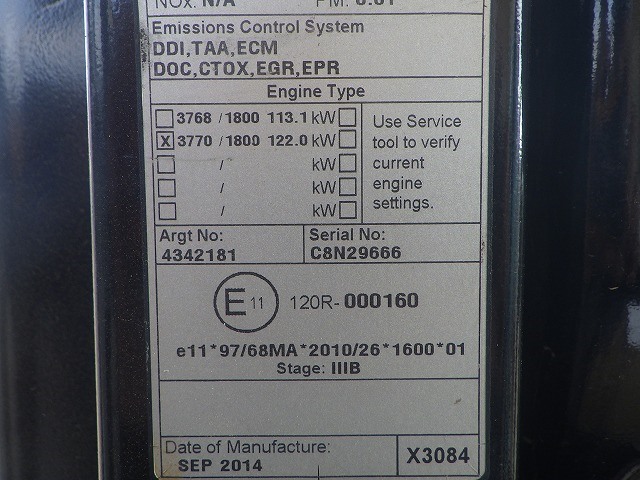 NOx: N/A PM: 0.01
Emissions Control System
DDI,TAA,ECM
DOC,CTOX,EGR,EPR
Engine Type
3768 / 1800 113.1 kW
X 3770 / 1800 122.0 kW
/ kW
/ kW
/ kW
Use Service
tool to verify
current
engine
settings.
Argt No: Serial No:
4342181 C8N29666
E 11 120R-000160
e11*97/68MA*2010/26*1600*01
Stage: IIIB
Date of Manufacture:
SEP 2014 X3084